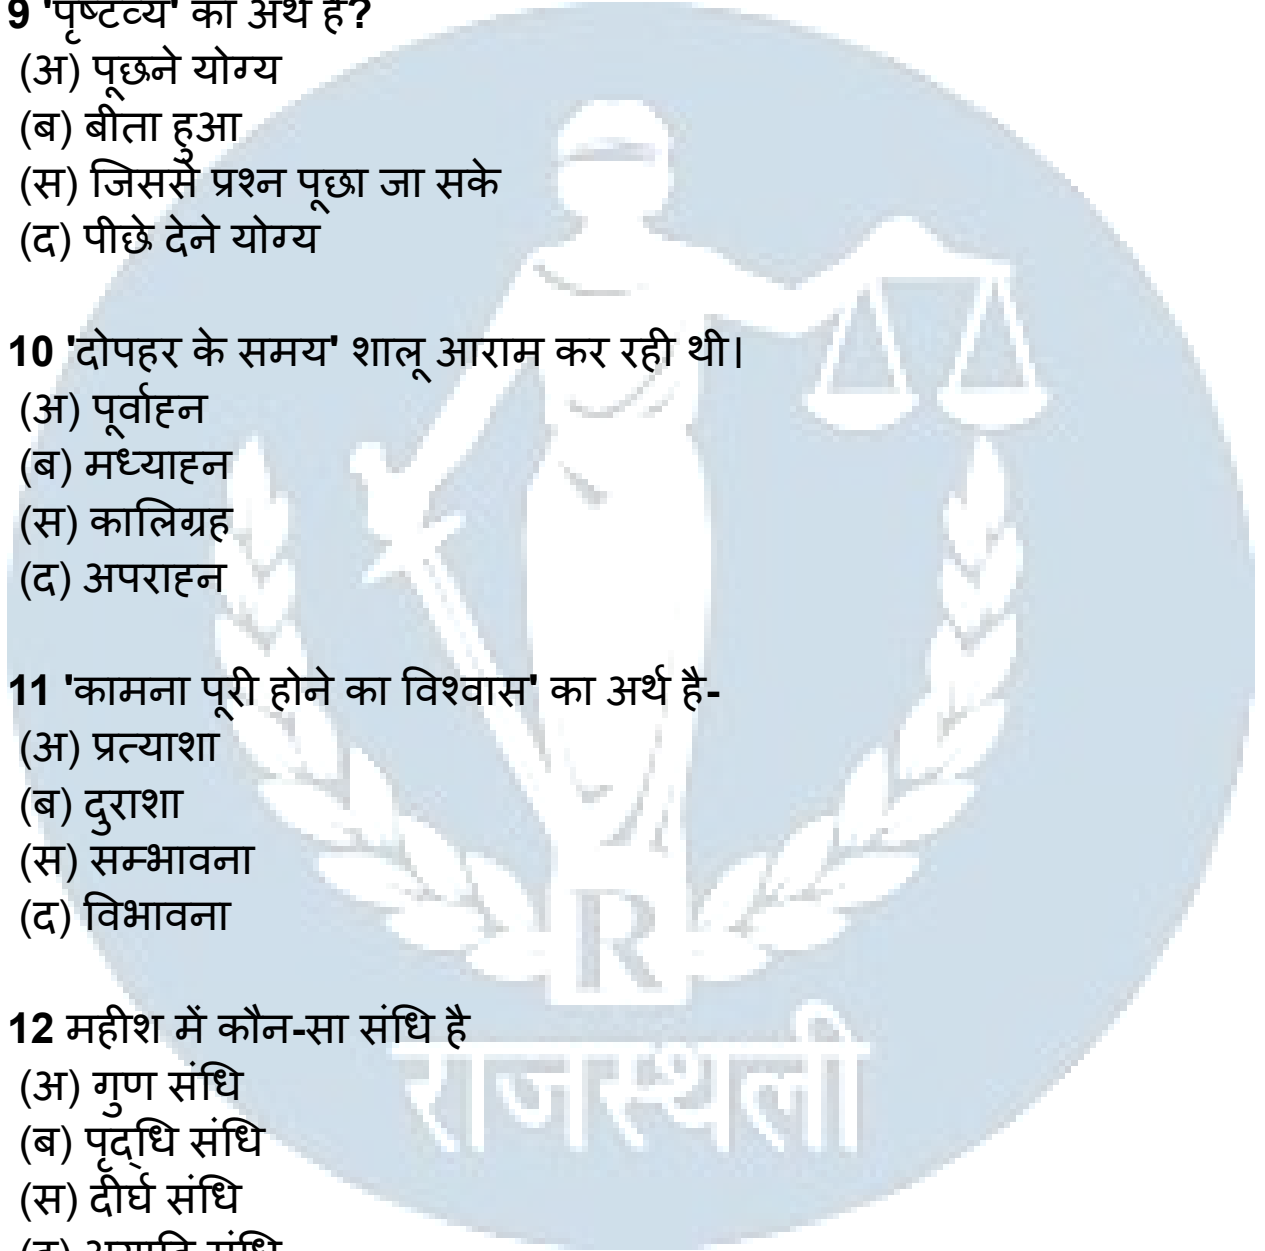 9 'पृष्टव्य' का अर्थ है?
(अ) पूछने योग्य
(ब) बीता हुआ
(स) जिससे प्रश्न पूछा जा सके
(द) पीछे देने योग्य
10 'दोपहर के समय' शालू आराम कर रही थी।
(अ) पूर्वाह्न
(ब) मध्याह्न
(स) कालिग्रह
(द) अपराह्न
11 'कामना पूरी होने का विश्वास' का अर्थ है-
(अ) प्रत्याशा
(ब) दुराशा
(स) सम्भावना
(द) विभावना
12 महीश में कौन-सा संधि है
(अ) गुण संधि
(ब) पृद्धि संधि
(स) दीर्घ संधि
(द) अयादि संधि
R
राजस्थली